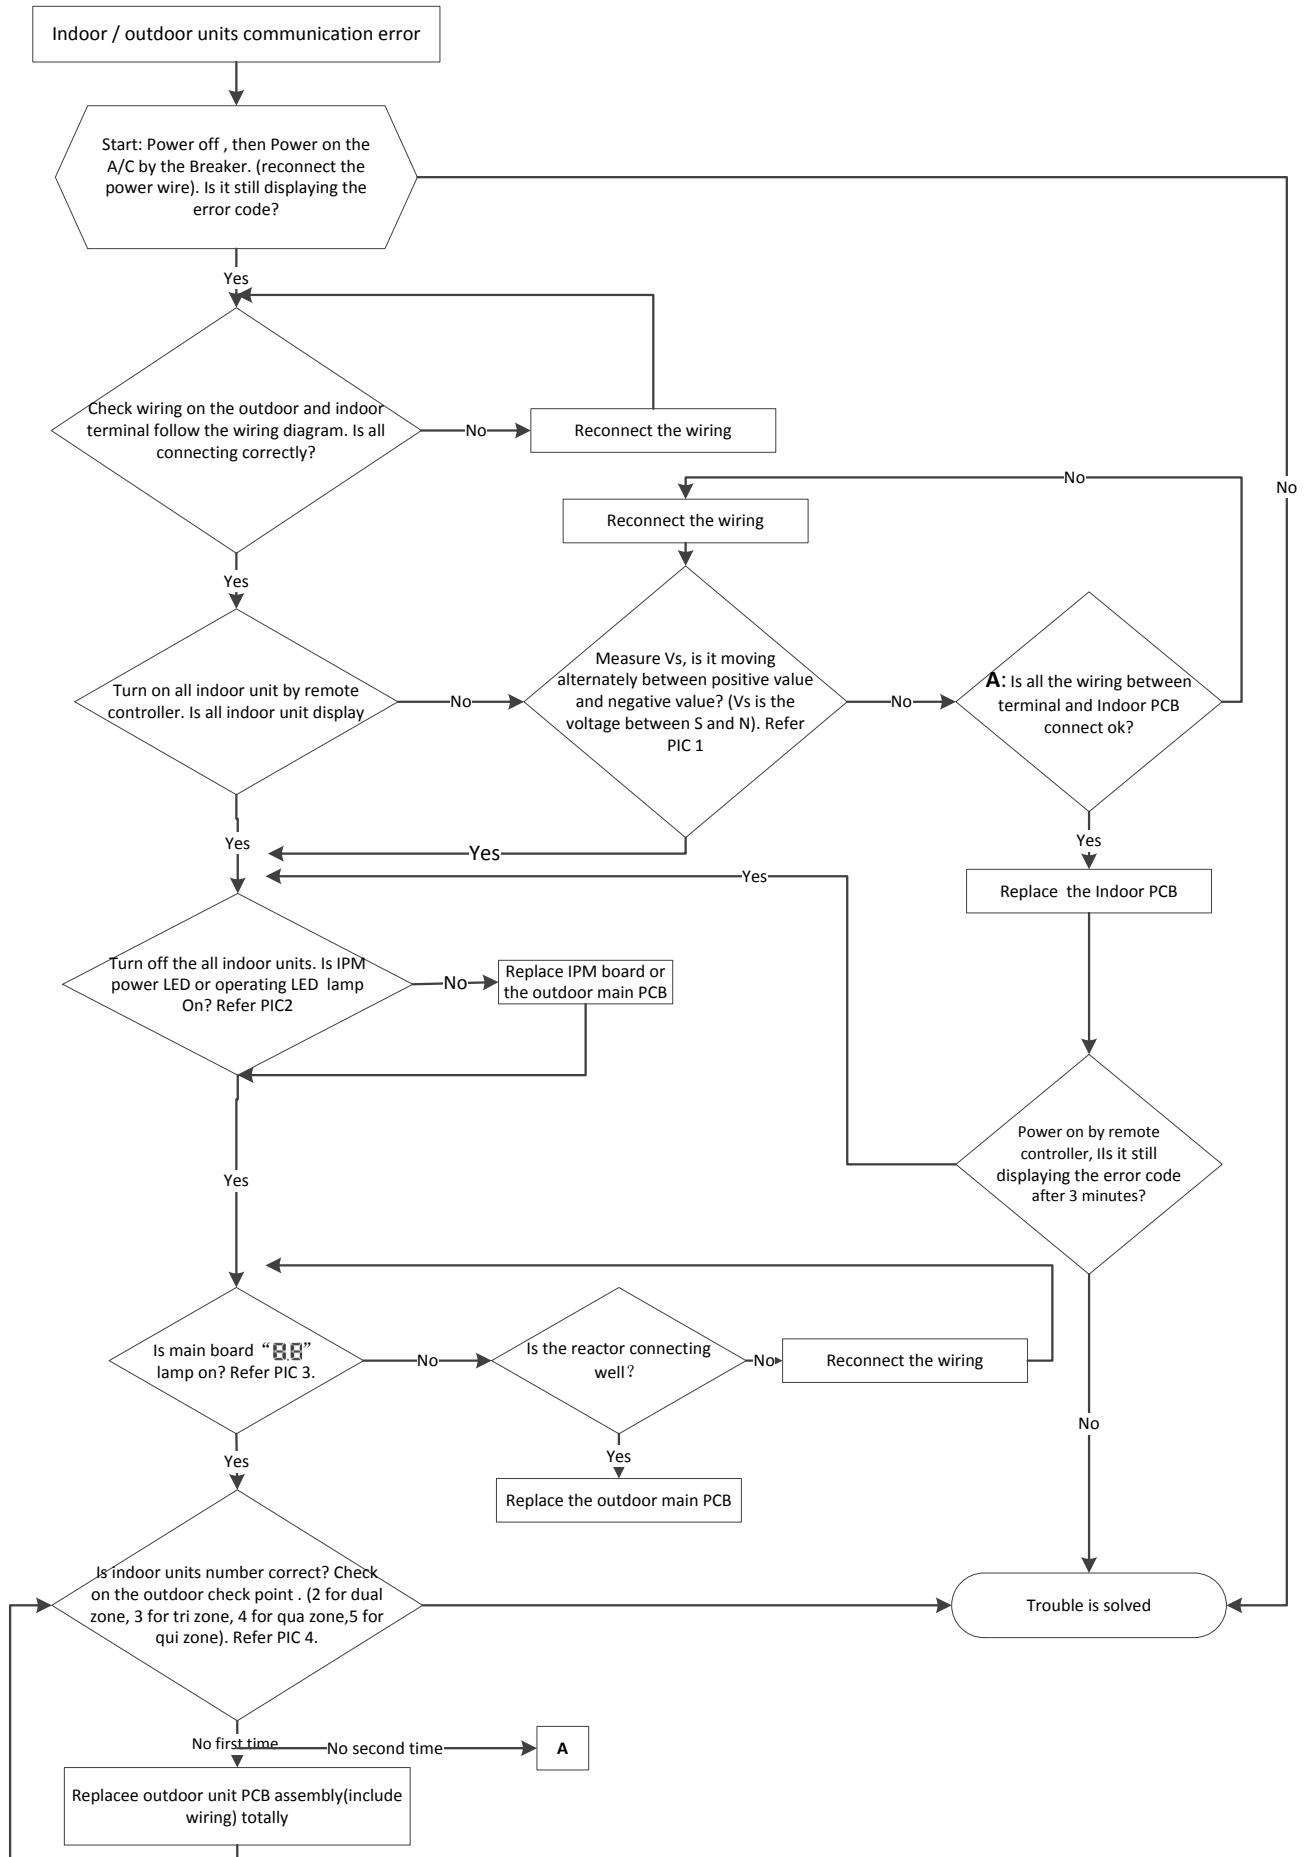 Indoor / outdoor units communication error
Start: Power off , then Power on the
A/C by the Breaker. (reconnect the
power wire). Is it still displaying the
error code?
Yes
Check wiring on the outdoor and indoor
terminal follow the wiring diagram. Is all
connecting correctly?
No
Reconnect the wiring
No
No
Reconnect the wiring
Yes
Turn on all indoor unit by remote
controller. Is all indoor unit display
No
Measure Vs, is it moving
alternately between positive value
and negative value? (Vs is the
voltage between S and N). Refer
PIC 1
No
A: Is all the wiring between
terminal and Indoor PCB
connect ok?
Yes
Yes
Yes
Yes
Replace the Indoor PCB
Turn off the all indoor units. Is IPM
power LED or operating LED lamp
On? Refer PIC2
No
Replace IPM board or
the outdoor main PCB
Power on by remote
controller, IIs it still
displaying the error code
after 3 minutes?
Yes
Is main board “8.8”
lamp on? Refer PIC 3.
No
Is the reactor connecting
well？
No
Reconnect the wiring
No
Yes
Yes
Replace the outdoor main PCB
Is indoor units number correct? Check
on the outdoor check point . (2 for dual
zone, 3 for tri zone, 4 for qua zone,5 for
qui zone). Refer PIC 4.
Trouble is solved
No first time
No second time
A
Replacee outdoor unit PCB assembly(include
wiring) totally